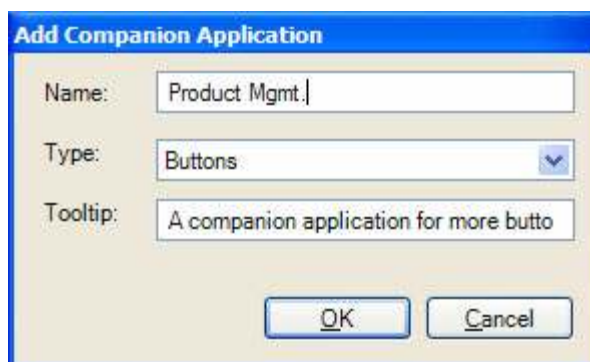 Add Companion Application
Name: Product Mgmt.
Type: Buttons
Tooltip: A companion application for more butto
OK Cancel